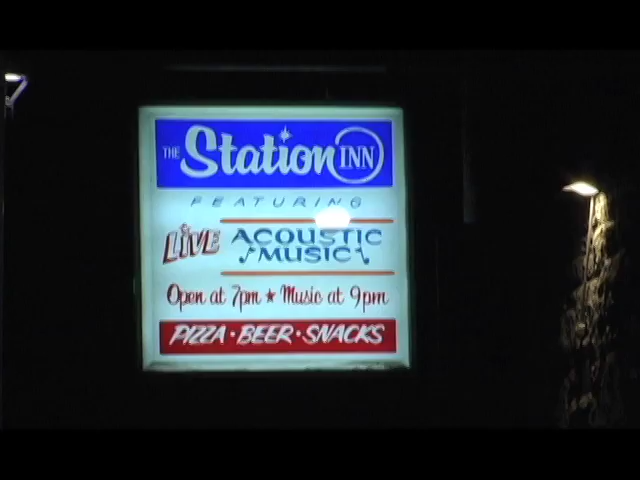 THE Station INN
FEATURING
LIVE ACOUSTIC
MUSIC
Open at 7pm ★ Music at 9pm
PIZZA · BEER · SNACKS